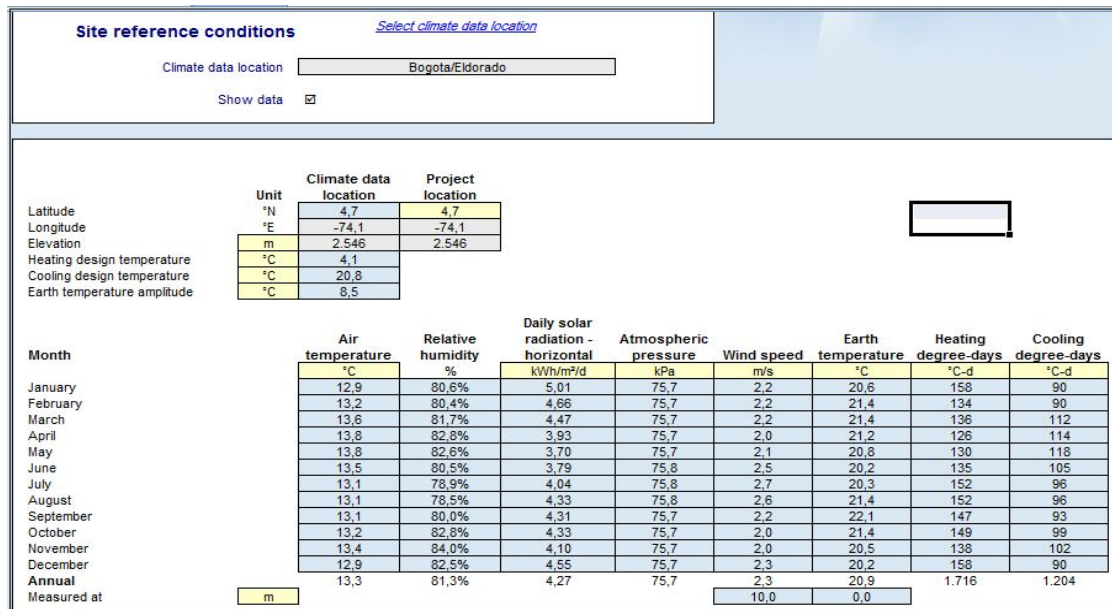 Site reference conditions Select climate data location
Climate data location Bogota/Eldorado
Show data
Climate data Project
Unit location location
Latitude °N 4,7 4,7
Longitude °E -74,1 -74,1
Elevation m 2.546 2.546
Heating design temperature °C 4,1
Cooling design temperature °C 20,8
Earth temperature amplitude °C 8,5
Daily solar
Air Relative radiation - Atmospheric Earth Heating Cooling
Month temperature humidity horizontal pressure Wind speed temperature degree-days degree-days
°C % kWh/m²/d kPa m/s °C °C-d °C-d
January 12,9 80,6% 5,01 75,7 2,2 20,6 158 90
February 13,2 80,4% 4,66 75,7 2,2 21,4 134 90
March 13,6 81,7% 4,47 75,7 2,2 21,4 136 112
April 13,8 82,8% 3,93 75,7 2,0 21,2 126 114
May 13,8 82,6% 3,70 75,7 2,1 20,8 130 118
June 13,5 80,5% 3,79 75,8 2,5 20,2 135 105
July 13,1 78,9% 4,04 75,8 2,7 20,3 152 96
August 13,1 78,5% 4,33 75,8 2,6 21,4 152 96
September 13,1 80,0% 4,31 75,7 2,2 22,1 147 93
October 13,2 82,8% 4,33 75,7 2,0 21,4 149 99
November 13,4 84,0% 4,10 75,7 2,0 20,5 138 102
December 12,9 82,5% 4,55 75,7 2,3 20,2 158 90
Annual 13,3 81,3% 4,27 75,7 2,3 20,9 1.716 1.204
Measured at m 10,0 0,0